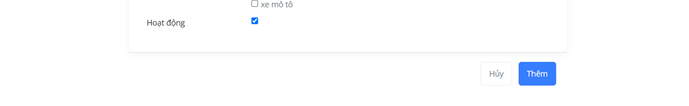 xe mô tô
Hoạt động
Hủy Thêm